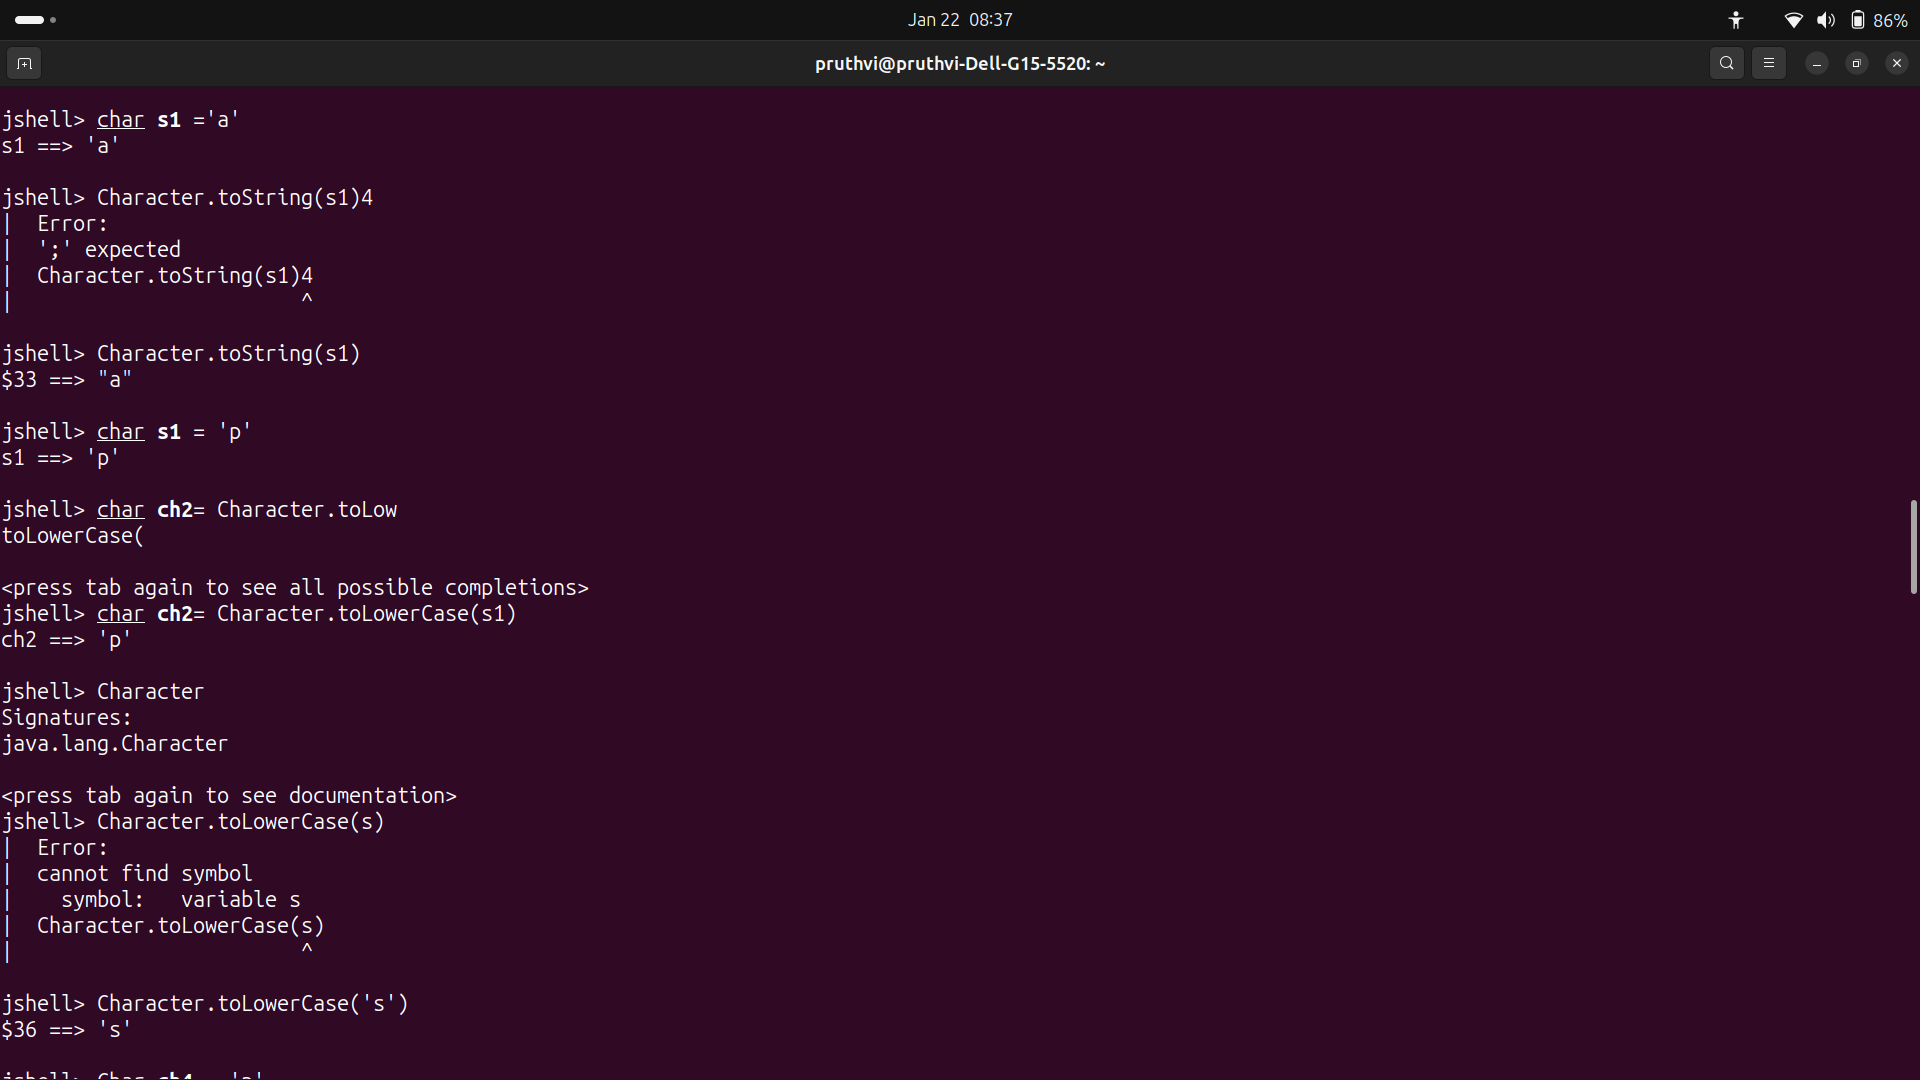 Jan 22  08:37
86%
pruthvi@pruthvi-Dell-G15-5520: ~
jshell> char s1 ='a'
s1 ==> 'a'
jshell> Character.toString(s1)4
|  Error:
|  ';' expected
|  Character.toString(s1)4
|                        ^
jshell> Character.toString(s1)
$33 ==> "a"
jshell> char s1 = 'p'
s1 ==> 'p'
jshell> char ch2= Character.toLow
toLowerCase(
<press tab again to see all possible completions>
jshell> char ch2= Character.toLowerCase(s1)
ch2 ==> 'p'
jshell> Character
Signatures:
java.lang.Character
<press tab again to see documentation>
jshell> Character.toLowerCase(s)
|  Error:
|  cannot find symbol
|    symbol:   variable s
|  Character.toLowerCase(s)
|                        ^
jshell> Character.toLowerCase('s')
$36 ==> 's'
jshell> Char ch4